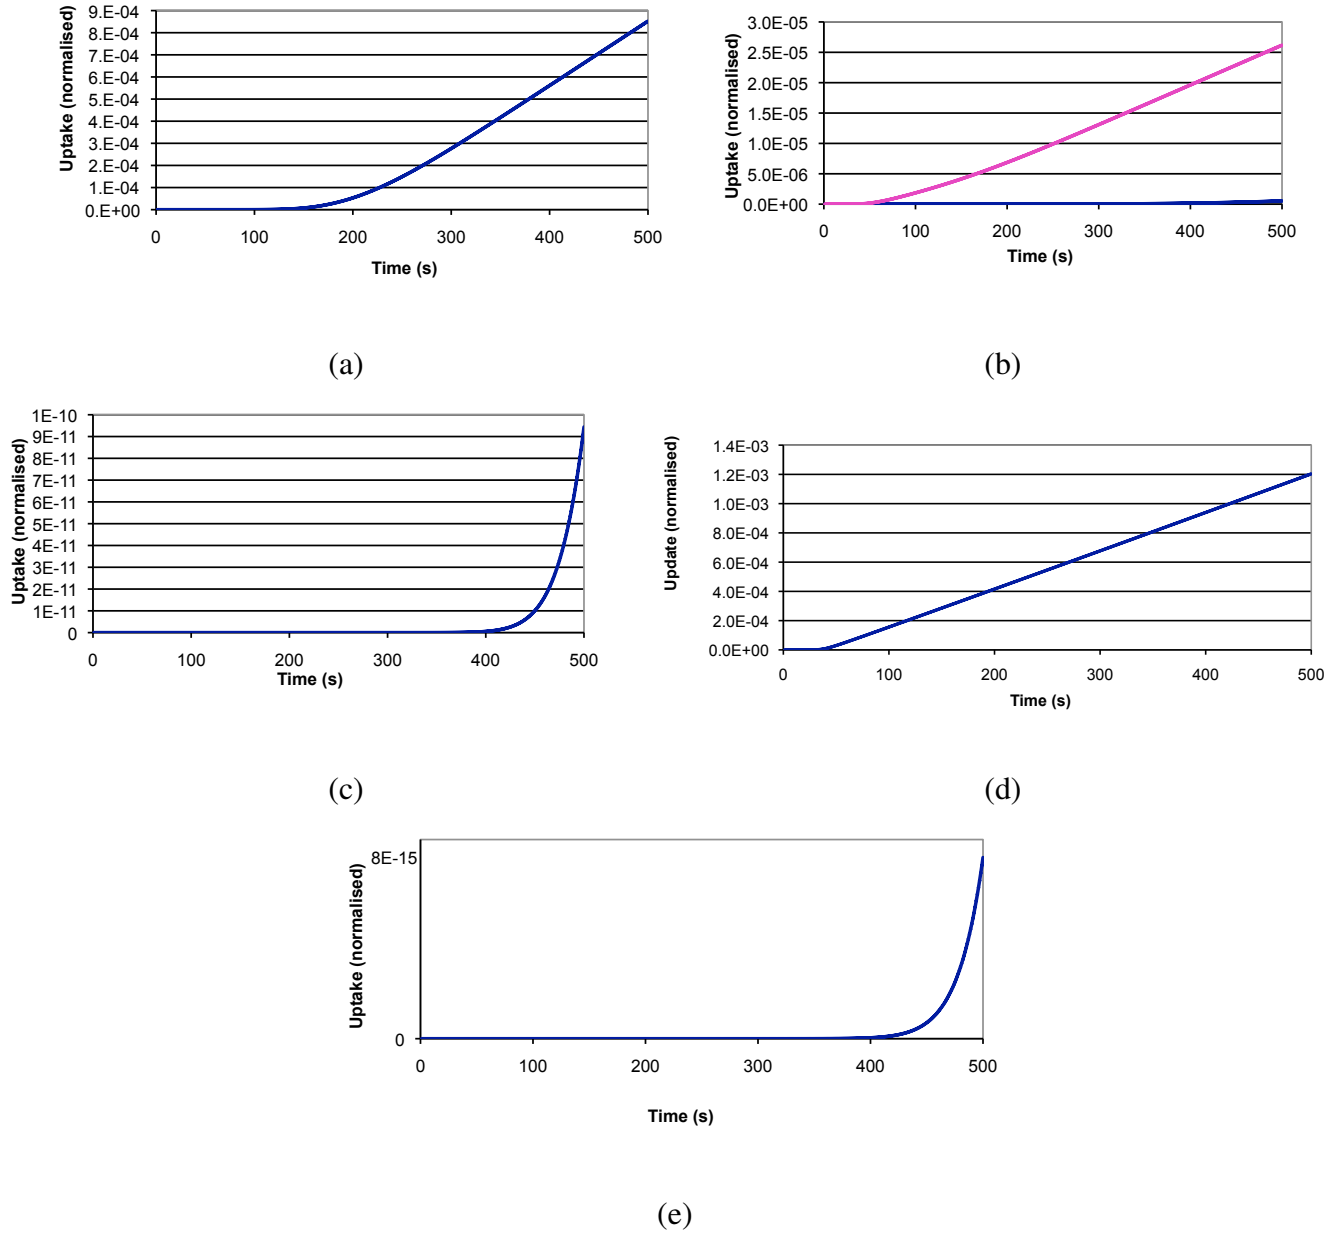 Uptake (normalised)
9.E-04
8.E-04
7.E-04
6.E-04
5.E-04
4.E-04
3.E-04
2.E-04
1.E-04
0.E+00
0 100 200 300 400 500
Time (s)
(a)
Uptake (normalised)
3.0E-05
2.5E-05
2.0E-05
1.5E-05
1.0E-05
5.0E-06
0.0E+00
0 100 200 300 400 500
Time (s)
(b)
Uptake (normalised)
1E-10
9E-11
8E-11
7E-11
6E-11
5E-11
4E-11
3E-11
2E-11
1E-11
0
0 100 200 300 400 500
Time (s)
(c)
Update (normalised)
1.4E-03
1.2E-03
1.0E-03
8.0E-04
6.0E-04
4.0E-04
2.0E-04
0.0E+00
0 100 200 300 400 500
Time (s)
(d)
Uptake (normalised)
8E-15
0
0 100 200 300 400 500
Time (s)
(e)